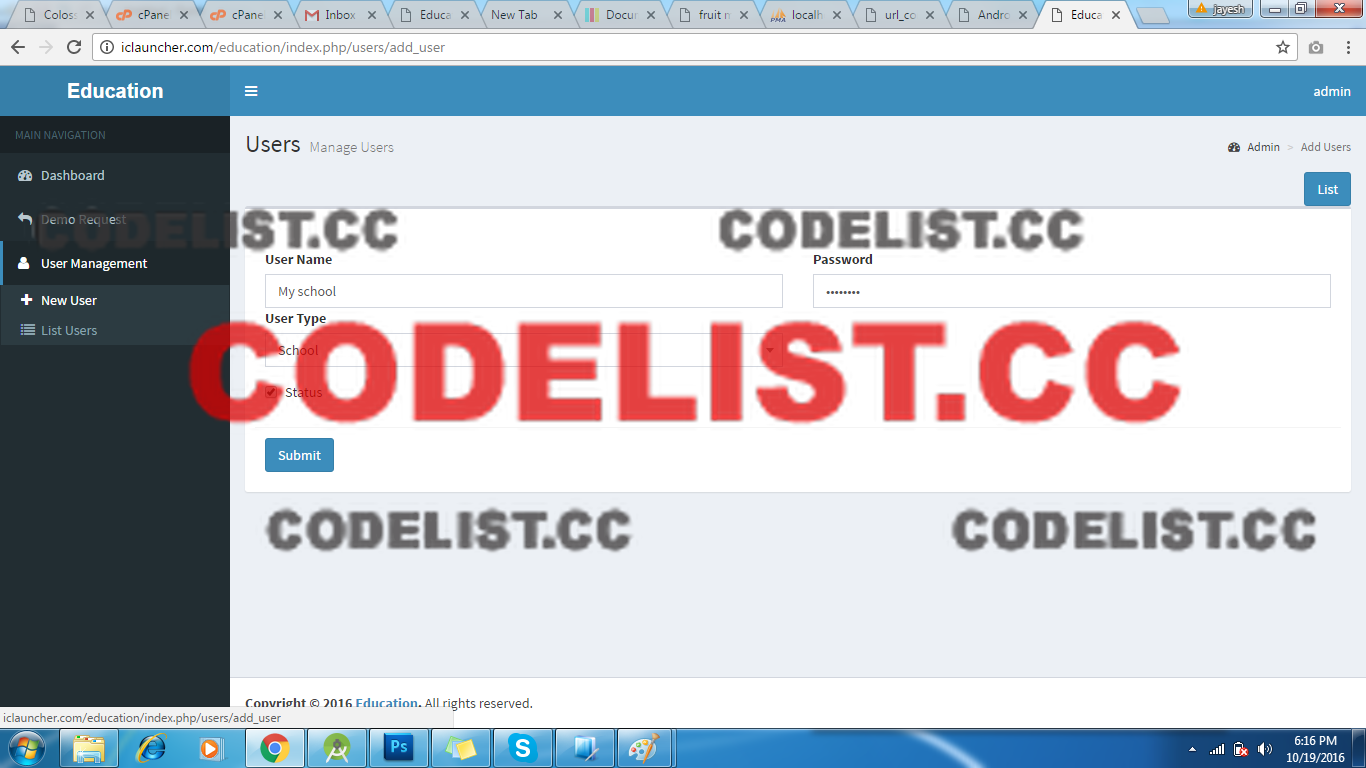 Colos cPane cPane Inbox Educa New Tab Docur fruit n localh url_co Andro Educa jayesh
iclauncher.com/education/index.php/users/add_user
Education admin
MAIN NAVIGATION
Users Manage Users
Admin > Add Users
Dashboard
List
Demo Request
CODELIST.CC CODELIST.CC
User Management
User Name Password
My school ••••••••
New User
User Type
List Users
School
CODELIST.CC
Status
Submit
CODELIST.CC CODELIST.CC
Copyright © 2016 Education. All rights reserved.
iclauncher.com/education/index.php/users/add_user
Ps
6:16 PM
10/19/2016